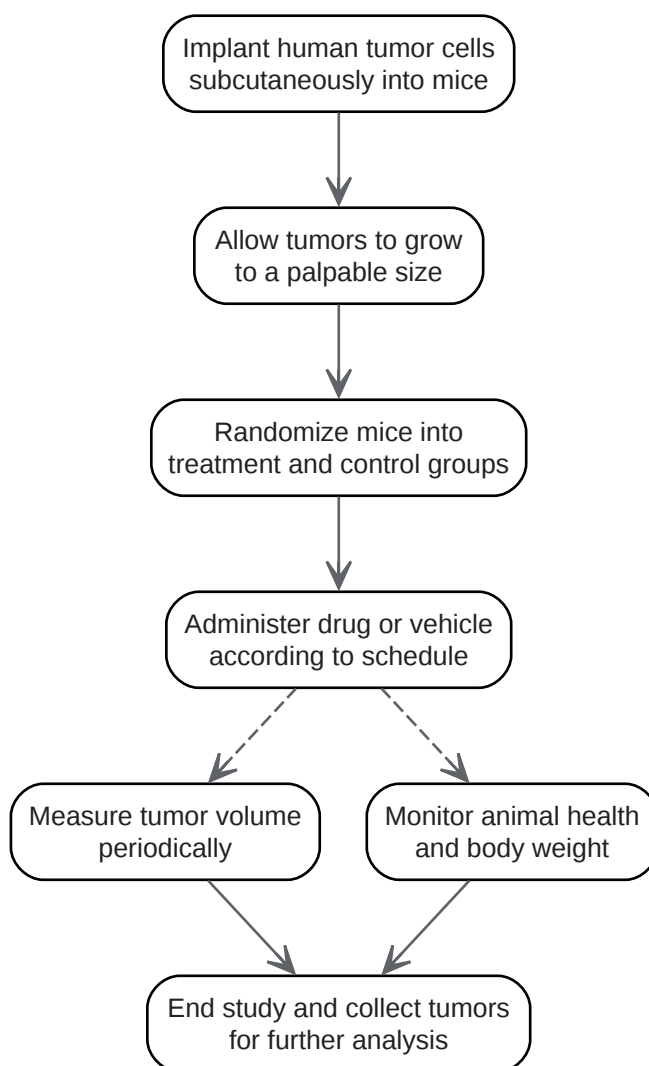 Implant human tumor cells
subcutaneously into mice
Allow tumors to grow
to a palpable size
Randomize mice into
treatment and control groups
Administer drug or vehicle
according to schedule
Measure tumor volume
periodically
Monitor animal health
and body weight
End study and collect tumors
for further analysis